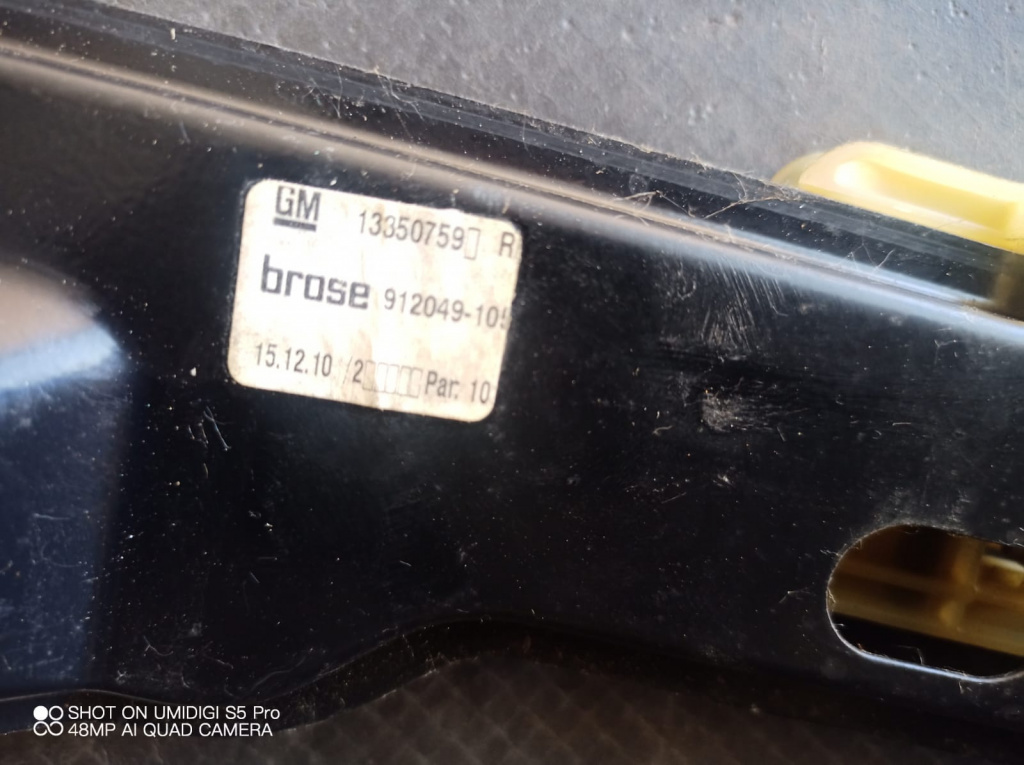 GM 13350759▯ R
brose 912049-105
15.12.10 /2▯▯▯▯▯ Par. 10
SHOT ON UMIDIGI S5 Pro
48MP AI QUAD CAMERA